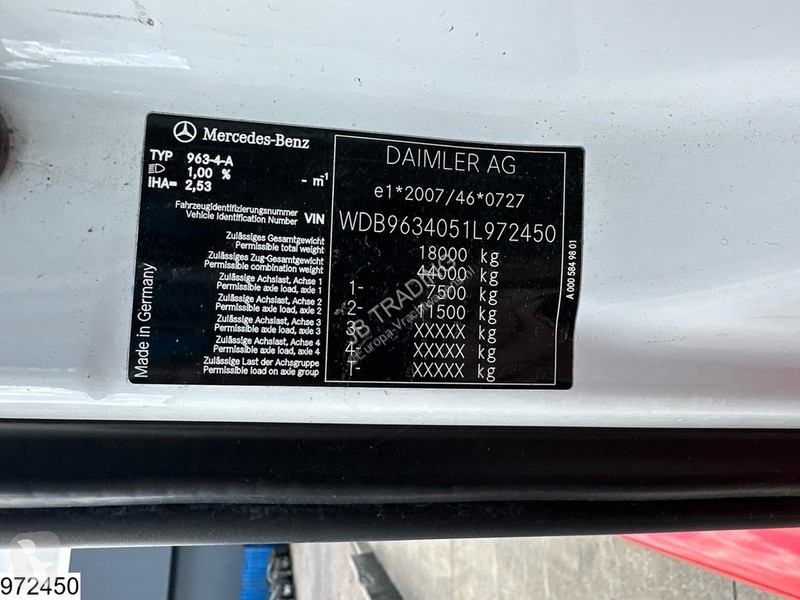 Mercedes-Benz
TYP 963-4-A
1,00 % - m⁻¹
IHA= 2,53
DAIMLER AG
e1*2007/46*0727
Fahrzeugidentifizierungsnummer
Vehicle Identification Number VIN WDB9634051L972450
Zulässiges Gesamtgewicht
Permissible total weight 18000 kg
Zulässiges Zug-Gesamtgewicht
Permissible combination weight 44000 kg
Zulässige Achslast, Achse 1
Permissible axle load, axle 1 1- 7500 kg
Zulässige Achslast, Achse 2
Permissible axle load, axle 2 2- 11500 kg
Zulässige Achslast, Achse 3
Permissible axle load, axle 3 3- XXXXX kg
Zulässige Achslast, Achse 4
Permissible axle load, axle 4 4- XXXXX kg
Zulässige Last der Achsgruppe
Permissible load on axle group T- XXXXX kg
Made in Germany
A 000 584 98 01
TRADING
972450